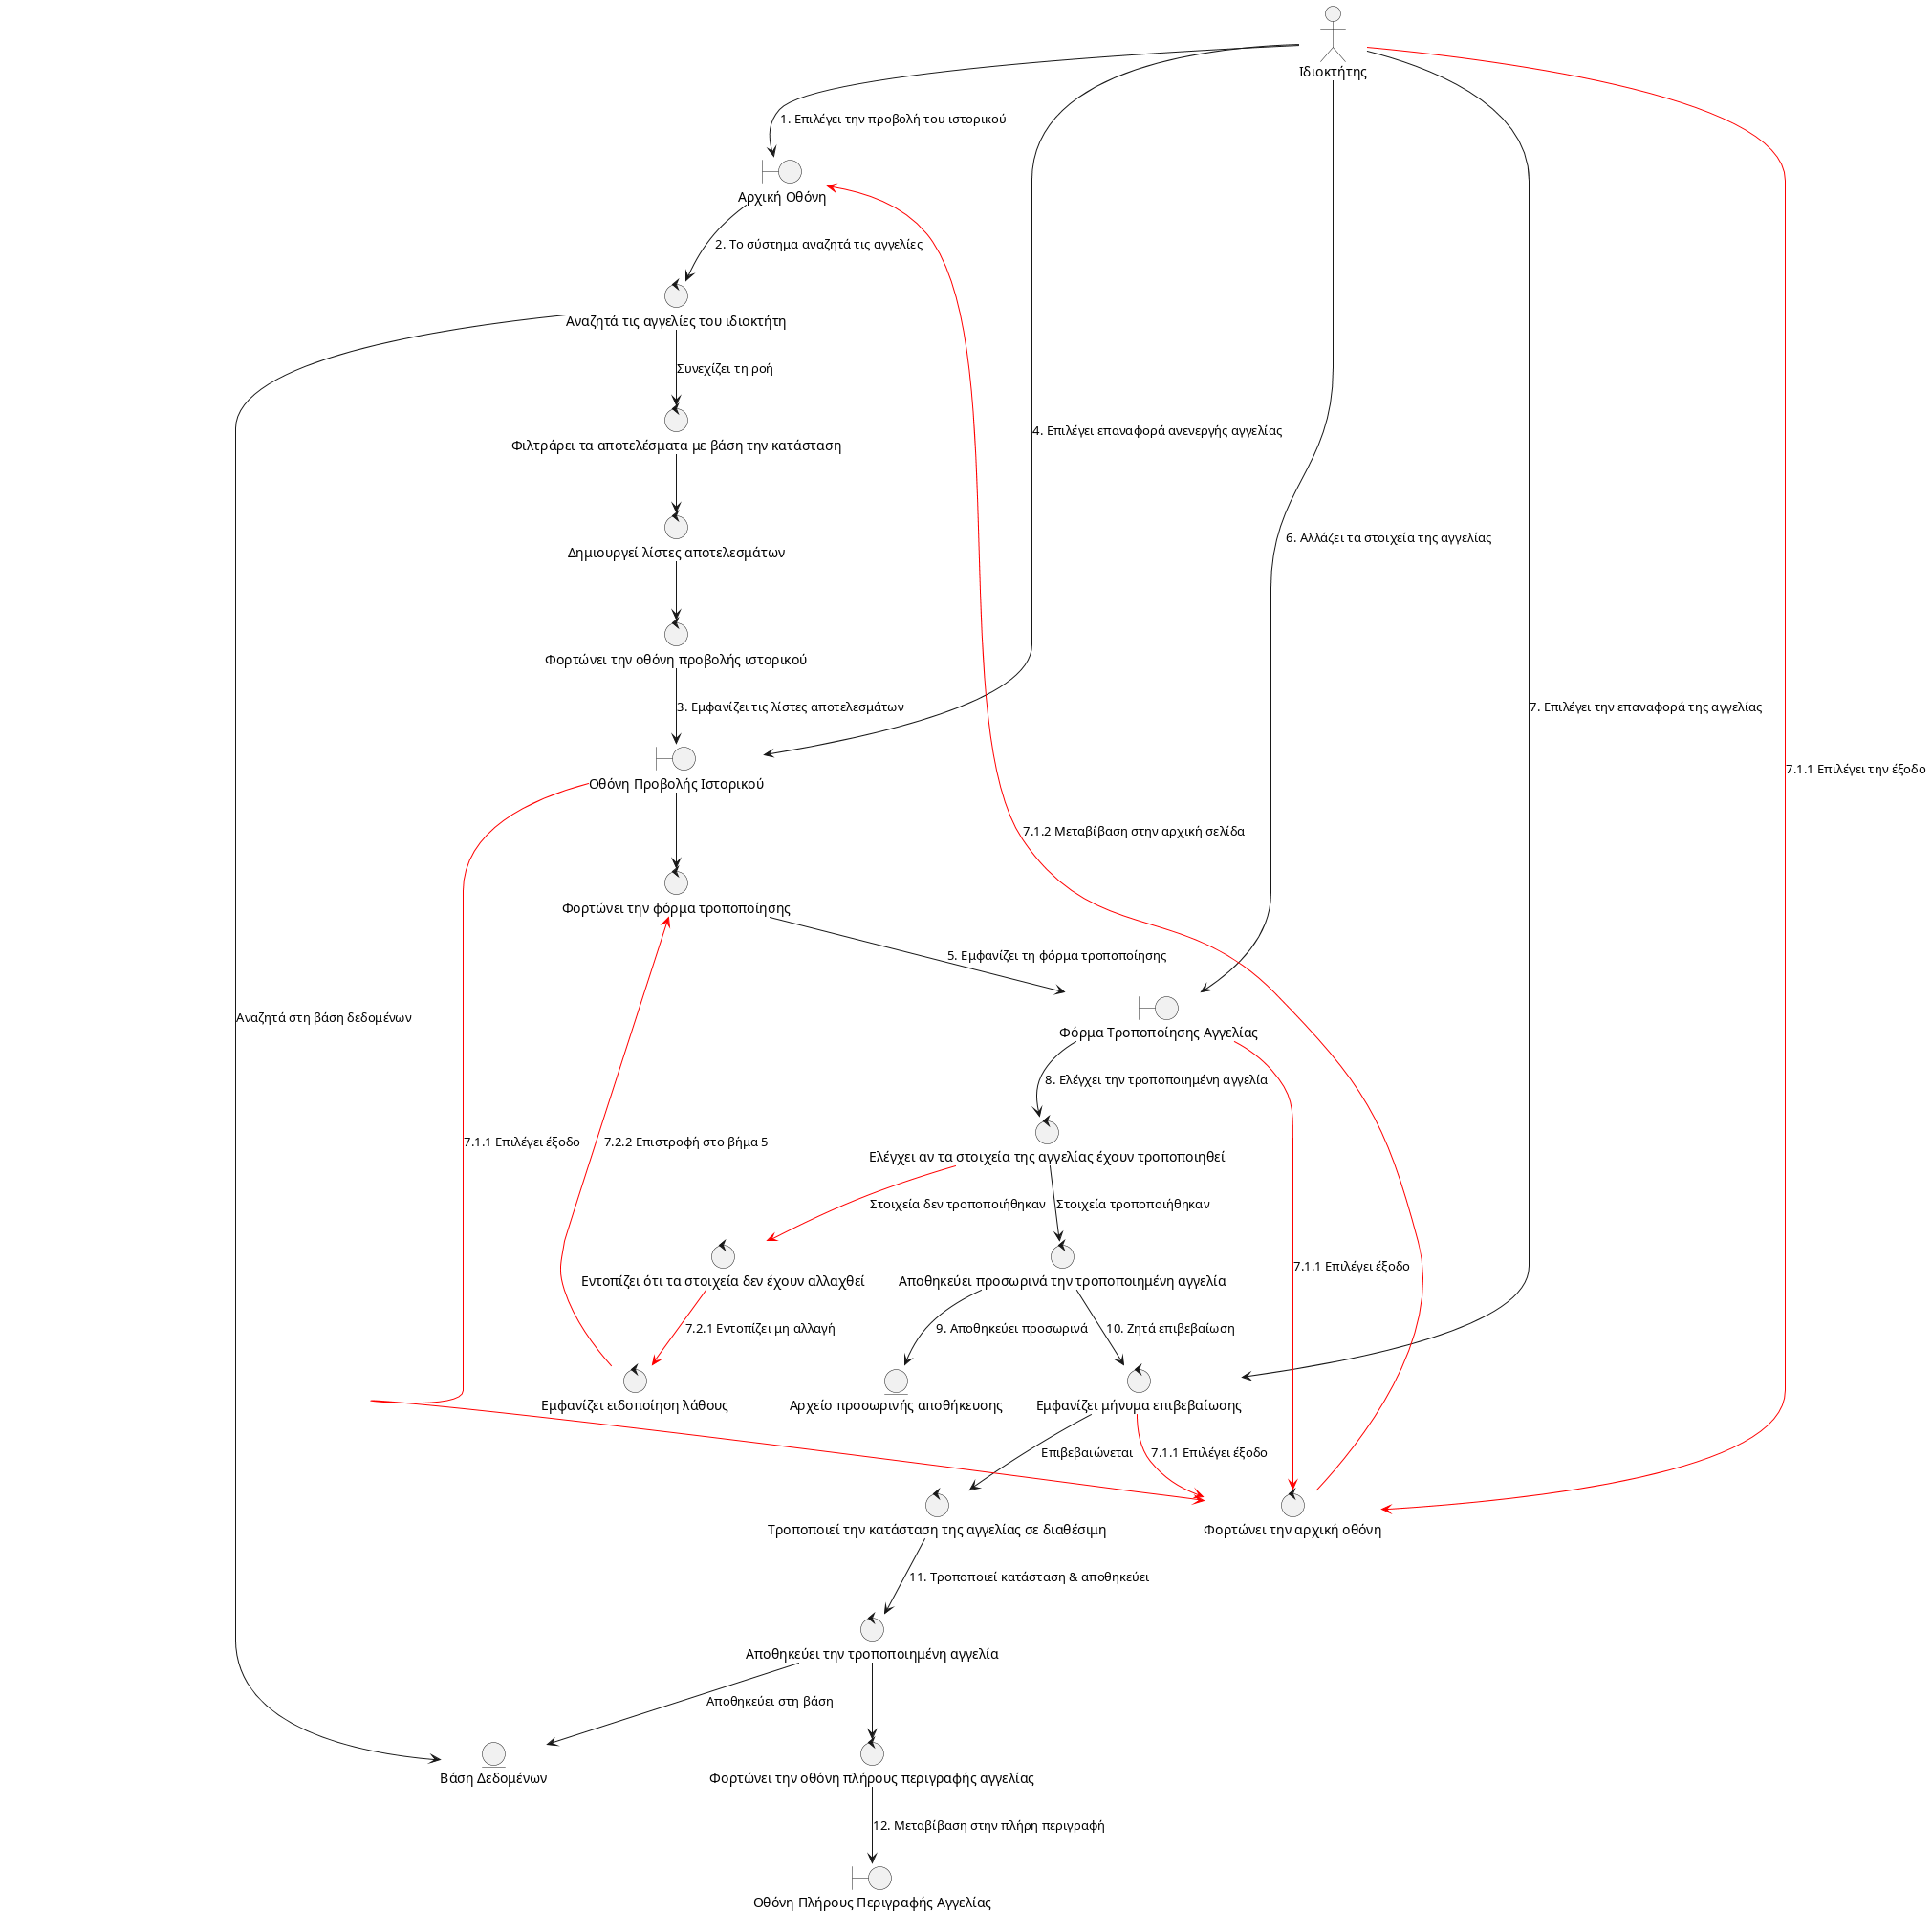 Ιδιοκτήτης
1. Επιλέγει την προβολή του ιστορικού
Αρχική Οθόνη
2. Το σύστημα αναζητά τις αγγελίες
Αναζητά τις αγγελίες του ιδιοκτήτη
Συνεχίζει τη ροή
4. Επιλέγει επαναφορά ανενεργής αγγελίας
Φιλτράρει τα αποτελέσματα με βάση την κατάσταση
6. Αλλάζει τα στοιχεία της αγγελίας
Δημιουργεί λίστες αποτελεσμάτων
Φορτώνει την οθόνη προβολής ιστορικού
3. Εμφανίζει τις λίστες αποτελεσμάτων
7. Επιλέγει την επαναφορά της αγγελίας
7.1.1 Επιλέγει την έξοδο
Οθόνη Προβολής Ιστορικού
7.1.2 Μεταβίβαση στην αρχική σελίδα
Φορτώνει την φόρμα τροποποίησης
5. Εμφανίζει τη φόρμα τροποποίησης
Αναζητά στη βάση δεδομένων
Φόρμα Τροποποίησης Αγγελίας
8. Ελέγχει την τροποποιημένη αγγελία
7.1.1 Επιλέγει έξοδο
7.2.2 Επιστροφή στο βήμα 5
Ελέγχει αν τα στοιχεία της αγγελίας έχουν τροποποιηθεί
Στοιχεία δεν τροποποιήθηκαν
Στοιχεία τροποποιήθηκαν
7.1.1 Επιλέγει έξοδο
Εντοπίζει ότι τα στοιχεία δεν έχουν αλλαχθεί
Αποθηκεύει προσωρινά την τροποποιημένη αγγελία
7.2.1 Εντοπίζει μη αλλαγή
9. Αποθηκεύει προσωρινά
10. Ζητά επιβεβαίωση
Εμφανίζει ειδοποίηση λάθους
Αρχείο προσωρινής αποθήκευσης
Εμφανίζει μήνυμα επιβεβαίωσης
Επιβεβαιώνεται
7.1.1 Επιλέγει έξοδο
Τροποποιεί την κατάσταση της αγγελίας σε διαθέσιμη
Φορτώνει την αρχική οθόνη
11. Τροποποιεί κατάσταση & αποθηκεύει
Αποθηκεύει την τροποποιημένη αγγελία
Αποθηκεύει στη βάση
Βάση Δεδομένων
Φορτώνει την οθόνη πλήρους περιγραφής αγγελίας
12. Μεταβίβαση στην πλήρη περιγραφή
Οθόνη Πλήρους Περιγραφής Αγγελίας